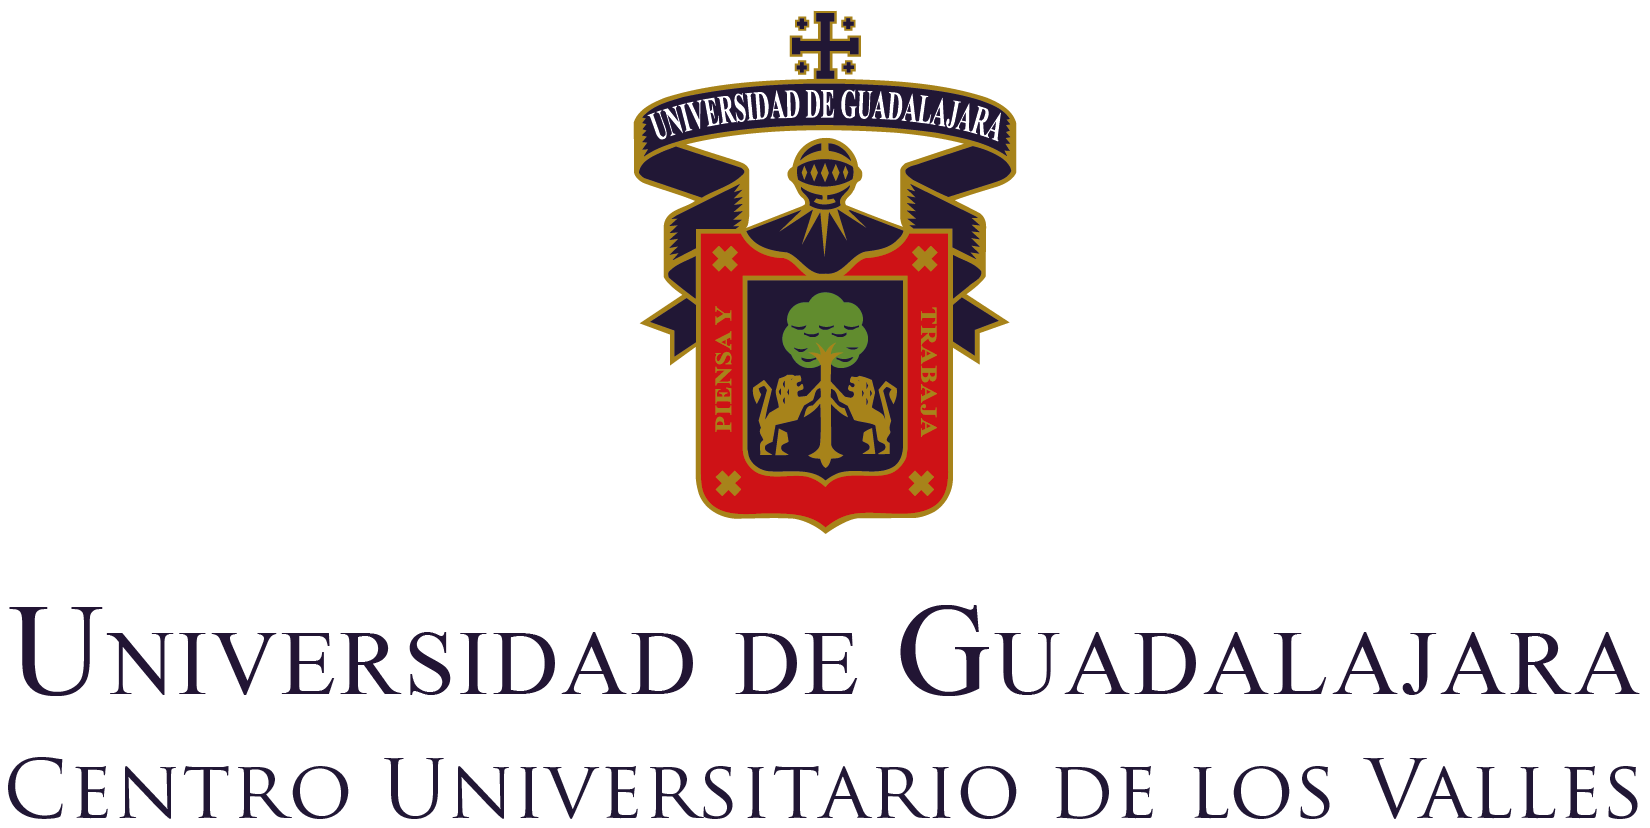 UNIVERSIDAD DE GUADALAJARA
PIENSA Y
TRABAJA
UNIVERSIDAD DE GUADALAJARA
CENTRO UNIVERSITARIO DE LOS VALLES